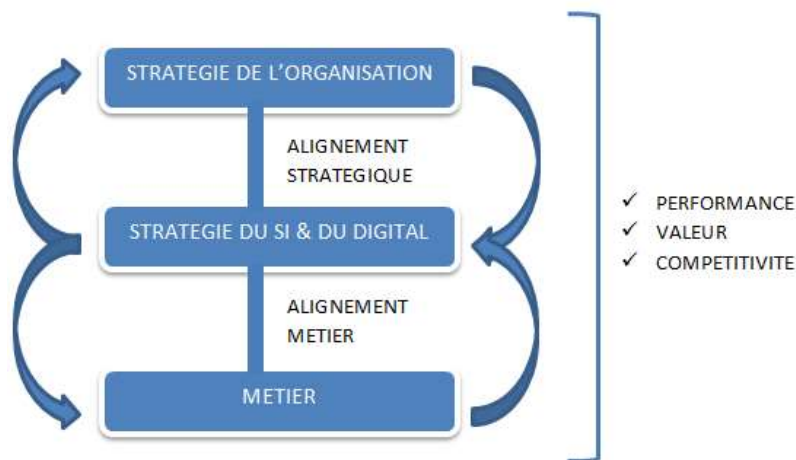 STRATEGIE DE L'ORGANISATION
ALIGNEMENT
STRATEGIQUE
STRATEGIE DU SI & DU DIGITAL
ALIGNEMENT
METIER
METIER
✓ PERFORMANCE
✓ VALEUR
✓ COMPETITIVITE